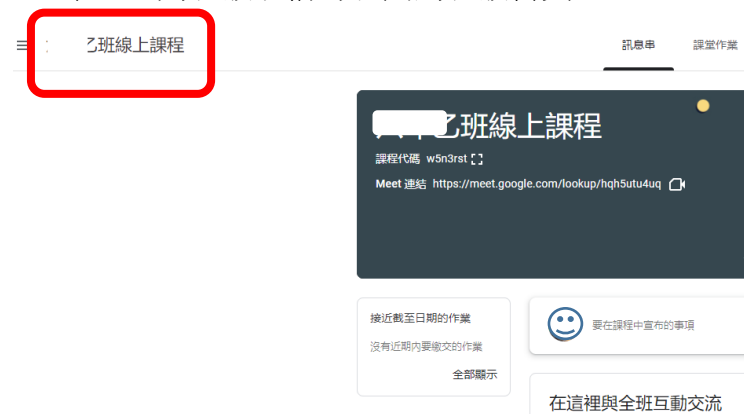 乙班線上課程
訊息串 課堂作業
乙班線上課程
課程代碼 w5n3rst
Meet 連結 https://meet.google.com/lookup/hqh5utu4uq
接近截至日期的作業
沒有近期內要繳交的作業
全部顯示
要在課程中宣布的事項
在這裡與全班互動交流